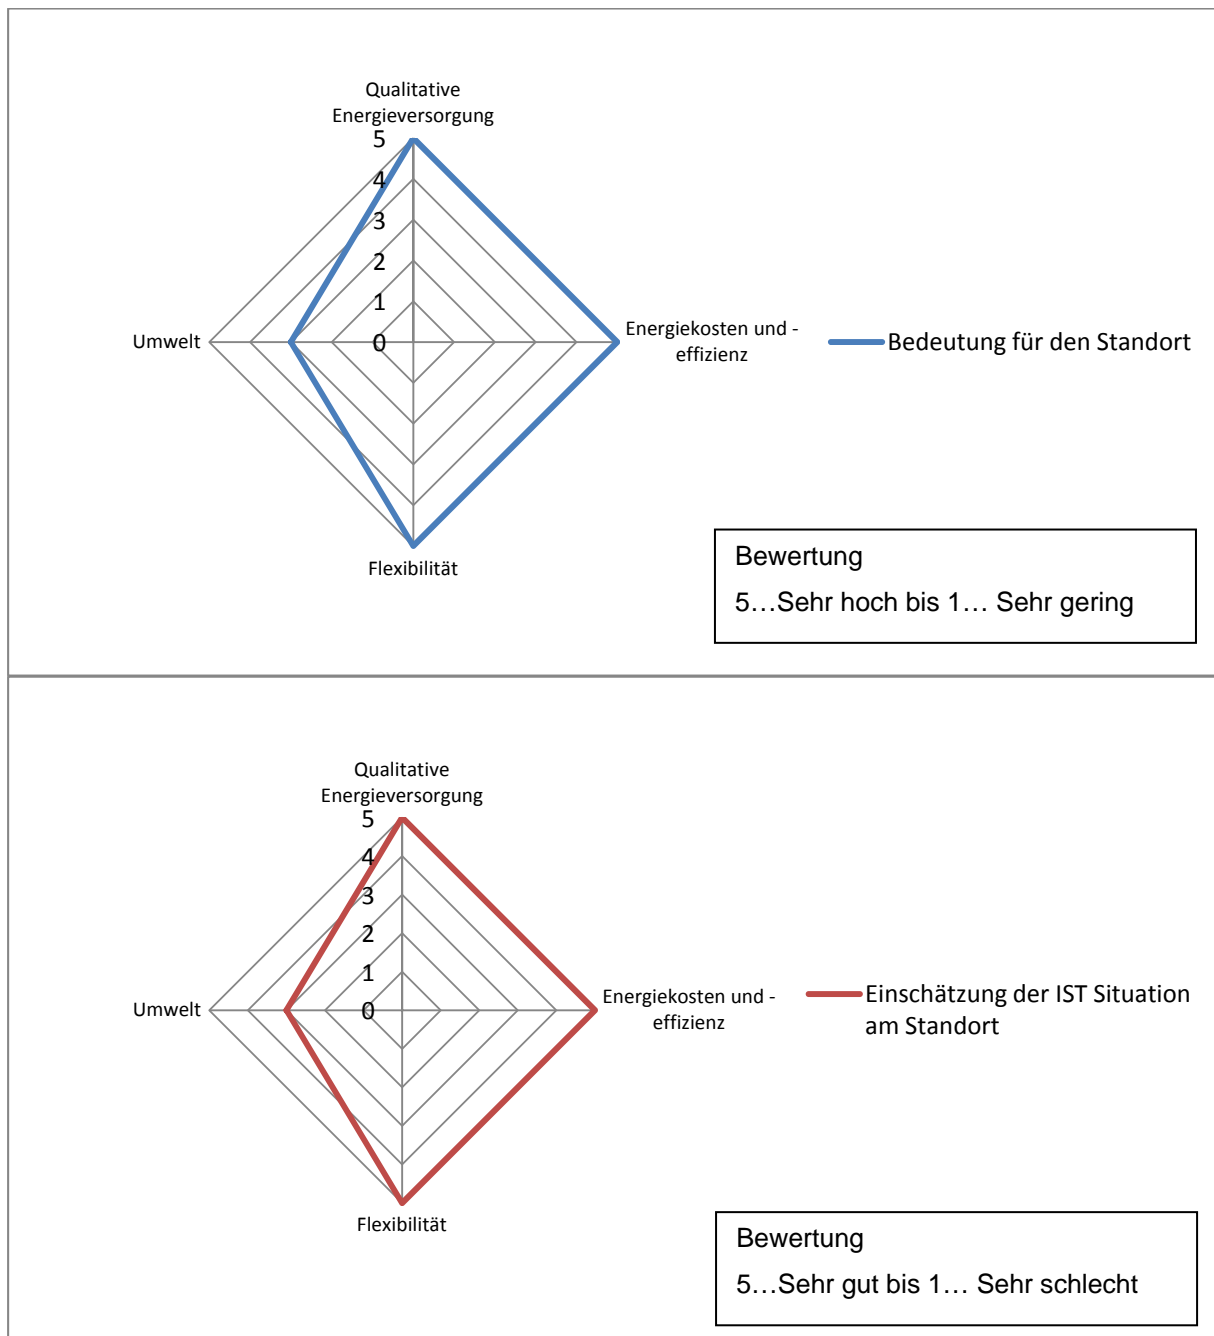 Qualitative
Energieversorgung
5
4
3
2
1
0
Umwelt
Energiekosten und -
effizienz
Flexibilität
Bedeutung für den Standort
Bewertung
5…Sehr hoch bis 1… Sehr gering
Qualitative
Energieversorgung
5
4
3
2
1
0
Umwelt
Energiekosten und -
effizienz
Flexibilität
Einschätzung der IST Situation
am Standort
Bewertung
5…Sehr gut bis 1… Sehr schlecht